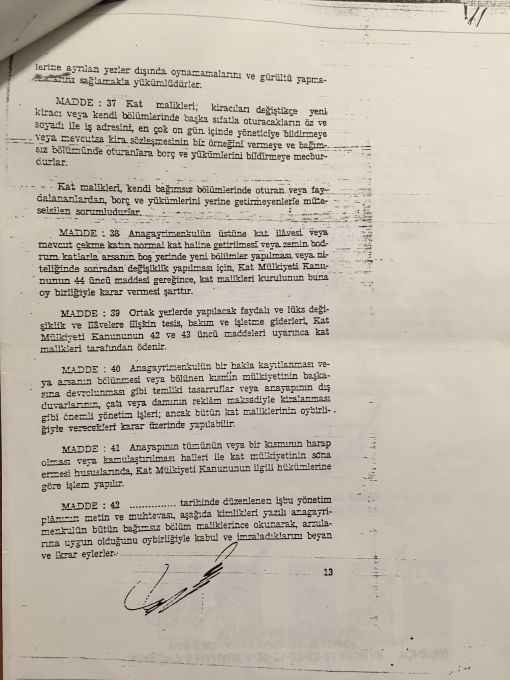 lerine ayrılan yerler dışında oynamamalarını ve gürültü yapma-
malarını sağlamakla yükümlüdürler.
MADDE : 37 Kat malikleri; kiracıları değiştikçe yeni
kiracı veya kendi bölümlerinde başka sıfatla oturacakların öz ve
soyadı ile iş adresini, en çok on gün içinde yöneticiye bildirmeye
veya mevcutsa kira sözleşmesinin bir örneğini vermeye ve bağım-
sız bölümünde oturanlara borç ve yükümlerini bildirmeye mecbur-
durlar.
Kat malikleri, kendi bağımsız bölümlerinde oturan veya fay-
dalananlardan, borç ve yükümlerini yerine getirmeyenlerle müte-
selsilen sorumludurlar.
MADDE : 38 Anagayrimenkulün üstüne kat ilâvesi veya
mevcut çekme katın normal kat haline getirilmesi veya zemin bod-
rum katlarla arsanın boş yerinde yeni bölümler yapılması veya ni-
teliğinde sonradan değişiklik yapılması için, Kat Mülkiyeti Kanu-
nunun 44 üncü maddesi gereğince, kat malikleri kurulunun buna
oy birliğiyle karar vermesi şarttır.
MADDE : 39 Ortak yerlerde yapılacak faydalı ve lüks deği-
şiklik ve ilâvelere ilişkin tesis, bakım ve işletme giderleri, Kat
Mülkiyeti Kanununun 42 ve 43 üncü maddeleri uyarınca kat
malikleri tarafından ödenir.
MADDE : 40 Anagayrimenkulün bir hakla kayıtlanması ve-
ya arsanın bölünmesi veya bölünen kısmın mülkiyetinin başka-
sına devrolunması gibi temliki tasarruflar veya anayapının dış
duvarlarının, çatı veya damının reklâm maksadiyle kiralanması
gibi önemli yönetim işleri; ancak bütün kat maliklerinin oybirli-
ğiyle verecekleri karar üzerinde yapılabilir.
MADDE : 41 Anayapının tümünün veya bir kısmının harap
olması veya kamulaştırılması halleri ile kat mülkiyetinin sona
ermesi hususlarında, Kat Mülkiyeti Kanununun ilgili hükümlerine
göre işlem yapılır.
MADDE : 42 .............. tarihinde düzenlenen işbu yönetim
plânının metin ve muhtevası, aşağıda kimlikleri yazılı anagayri-
menkulün bütün bağımsız bölüm maliklerince okunarak, arzula-
rına uygun olduğunu oybirliğiyle kabul ve imzaladıklarını beyan
ve ikrar eylerler.
13